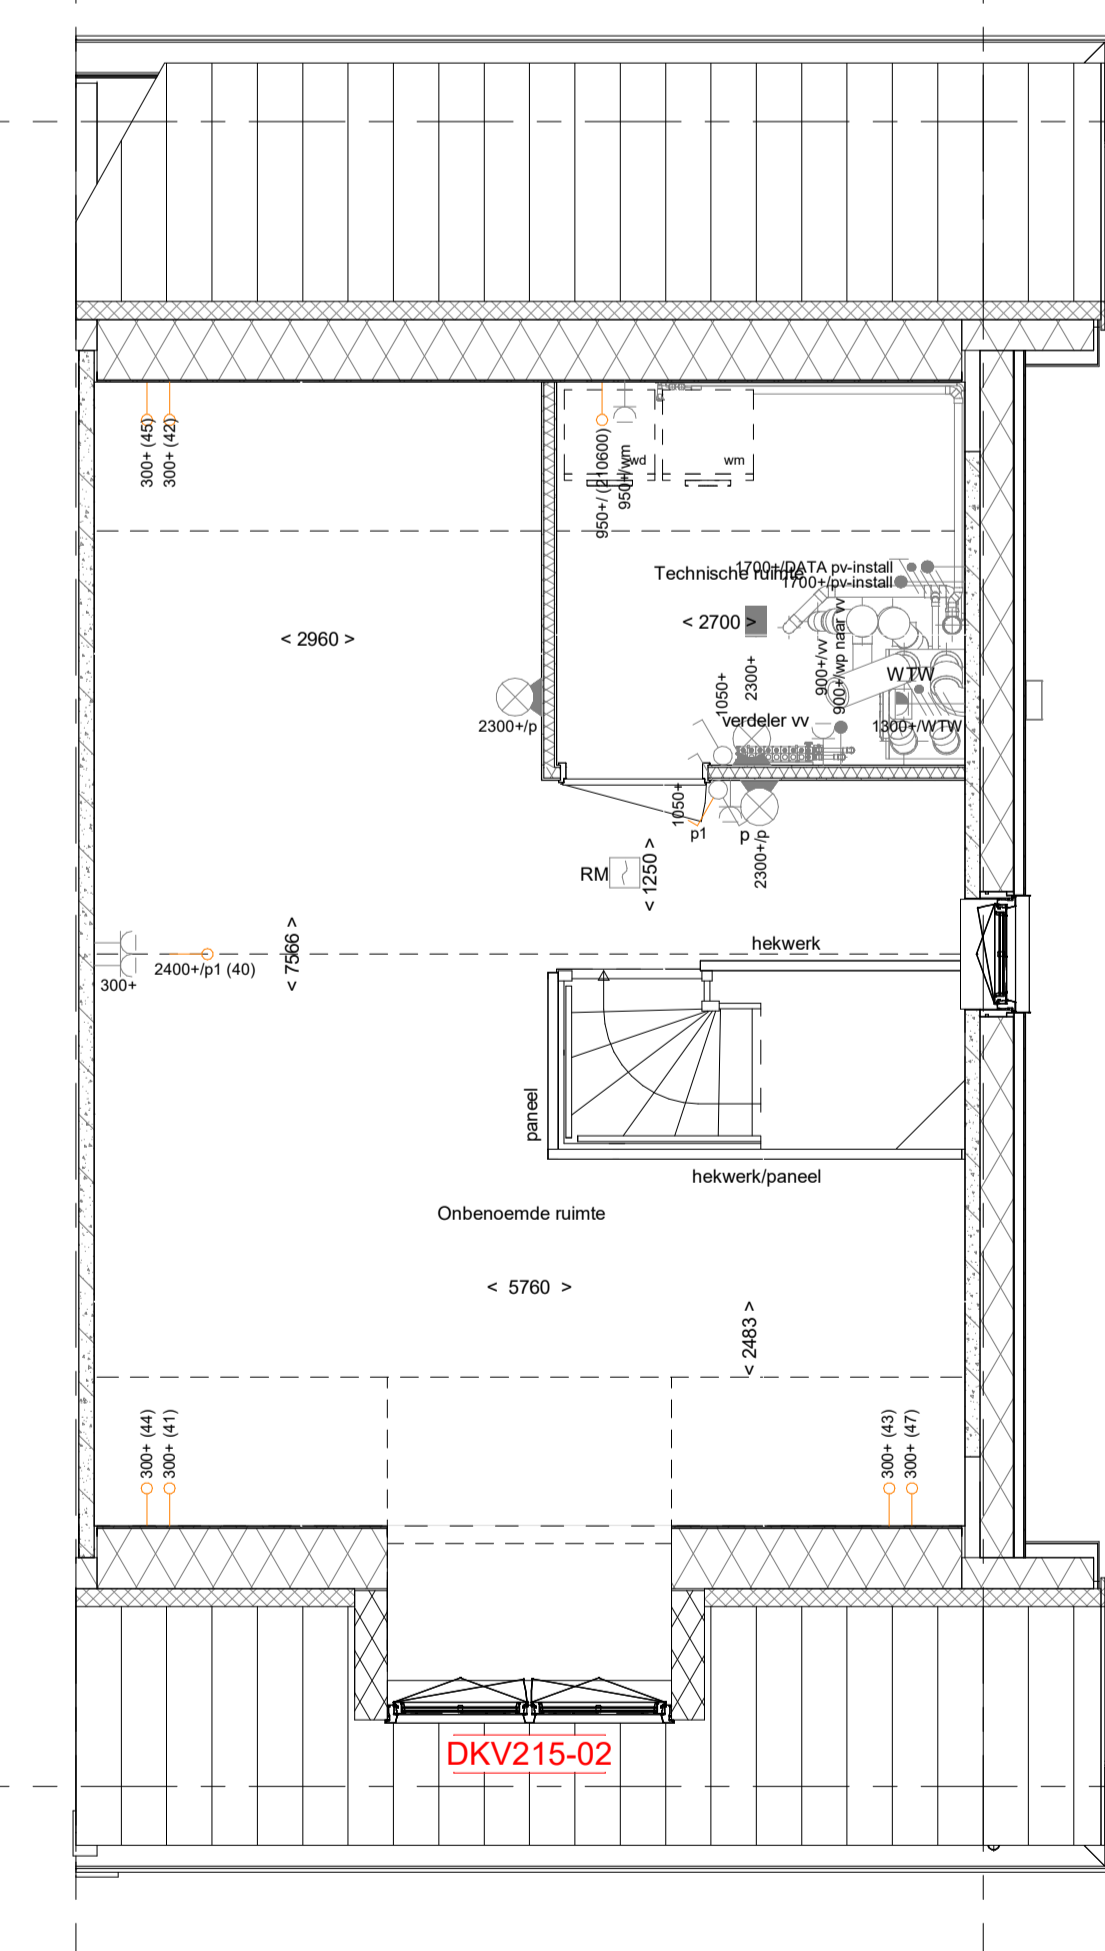 300+ (45)
300+ (42)
950+/ (210600)
950+/wm
wd
wm
1700+/DATA pv-install
Technische ruimte
1700+/pv-install
< 2960 >
< 2700 >
900+/vv
900+/wp naar vv
WTW
1050+
2300+
2300+/p
verdeler vv
1300+/WTW
1050+
p1
p
2300+/p
RM
< 1250 >
< 7566 >
hekwerk
2400+/p1 (40)
300+
paneel
hekwerk/paneel
Onbenoemde ruimte
< 5760 >
< 2483 >
300+ (44)
300+ (41)
300+ (43)
300+ (47)
DKV215-02